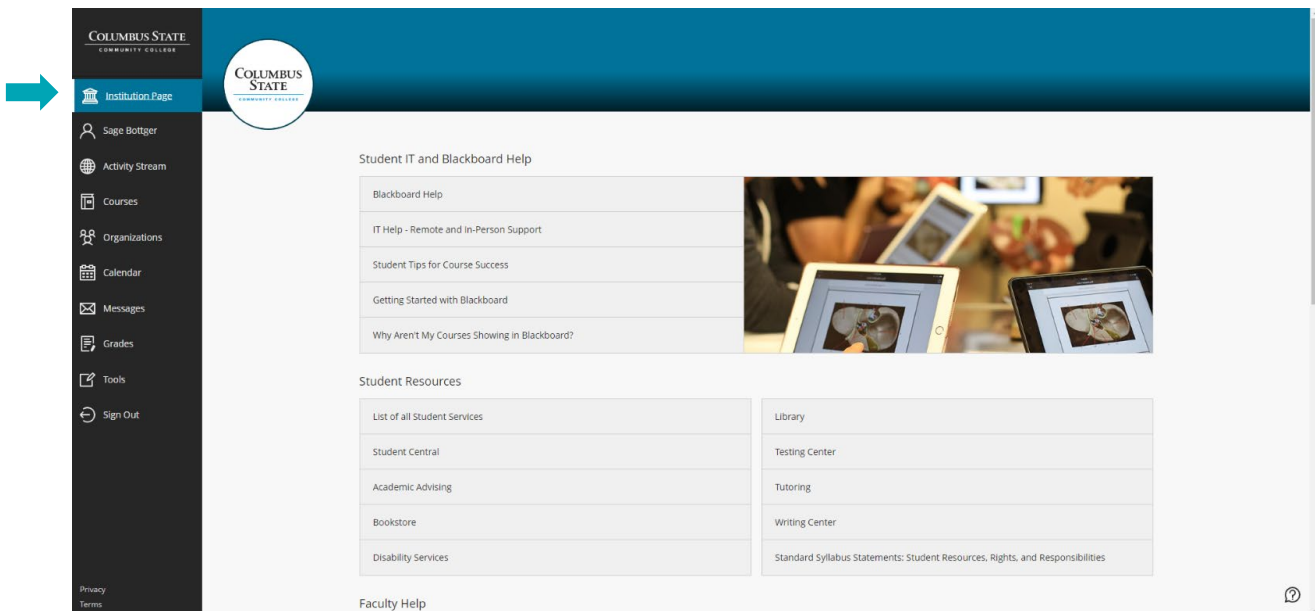 COLUMBUS STATE
COMMUNITY COLLEGE
Institution Page
Sage Bottger
Activity Stream
Courses
Organizations
Calendar
Messages
Grades
Tools
Sign Out
Privacy
Terms
COLUMBUS
STATE
COMMUNITY COLLEGE
Student IT and Blackboard Help
Blackboard Help
IT Help - Remote and In-Person Support
Student Tips for Course Success
Getting Started with Blackboard
Why Aren't My Courses Showing in Blackboard?
Student Resources
List of all Student Services
Student Central
Academic Advising
Bookstore
Disability Services
Library
Testing Center
Tutoring
Writing Center
Standard Syllabus Statements: Student Resources, Rights, and Responsibilities
Faculty Help